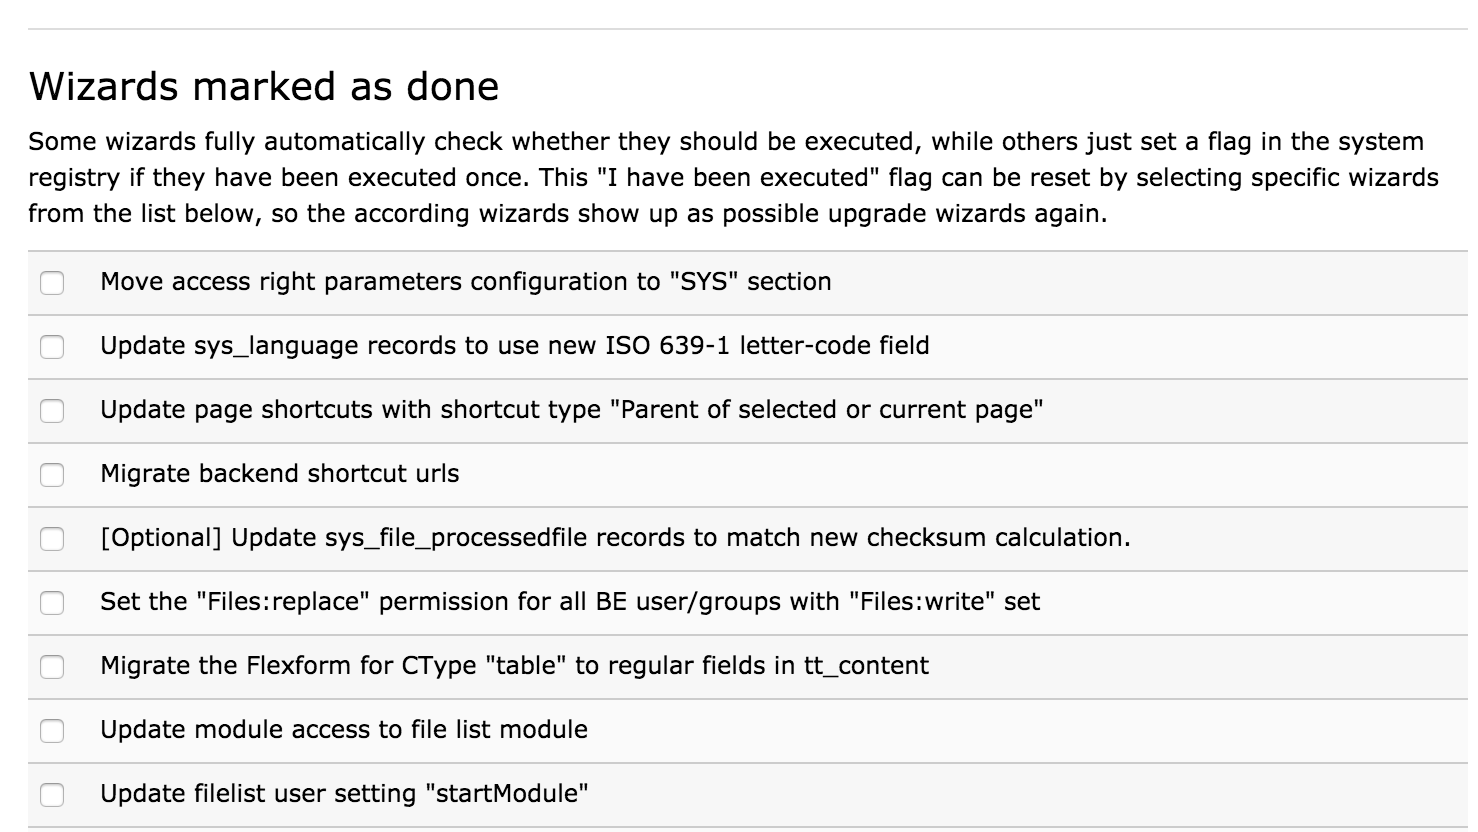 Wizards marked as done
Some wizards fully automatically check whether they should be executed, while others just set a flag in the system
registry if they have been executed once. This "I have been executed" flag can be reset by selecting specific wizards
from the list below, so the according wizards show up as possible upgrade wizards again.
Move access right parameters configuration to "SYS" section
Update sys_language records to use new ISO 639-1 letter-code field
Update page shortcuts with shortcut type "Parent of selected or current page"
Migrate backend shortcut urls
[Optional] Update sys_file_processedfile records to match new checksum calculation.
Set the "Files:replace" permission for all BE user/groups with "Files:write" set
Migrate the Flexform for CType "table" to regular fields in tt_content
Update module access to file list module
Update filelist user setting "startModule"